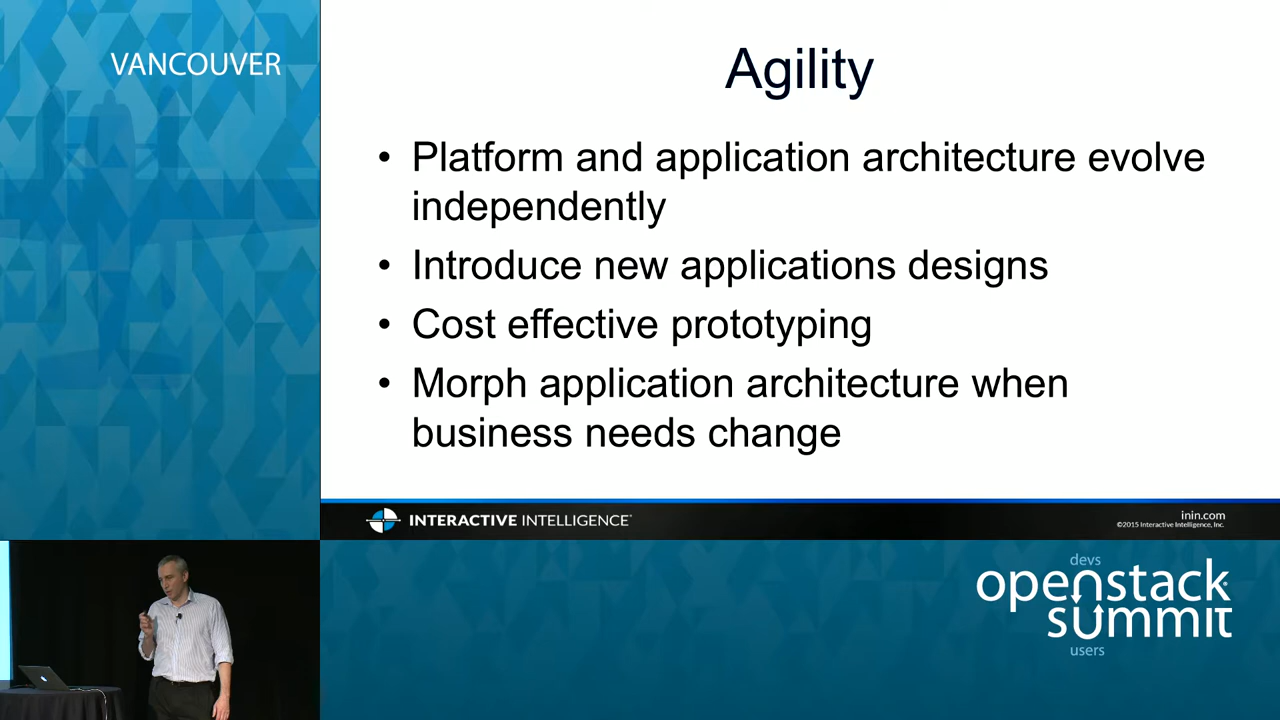 VANCOUVER
Agility
• Platform and application architecture evolve
independently
• Introduce new applications designs
• Cost effective prototyping
• Morph application architecture when
business needs change
INTERACTIVE INTELLIGENCE
inin.com
©2015 Interactive Intelligence, Inc.
devs
openstack
summit
users